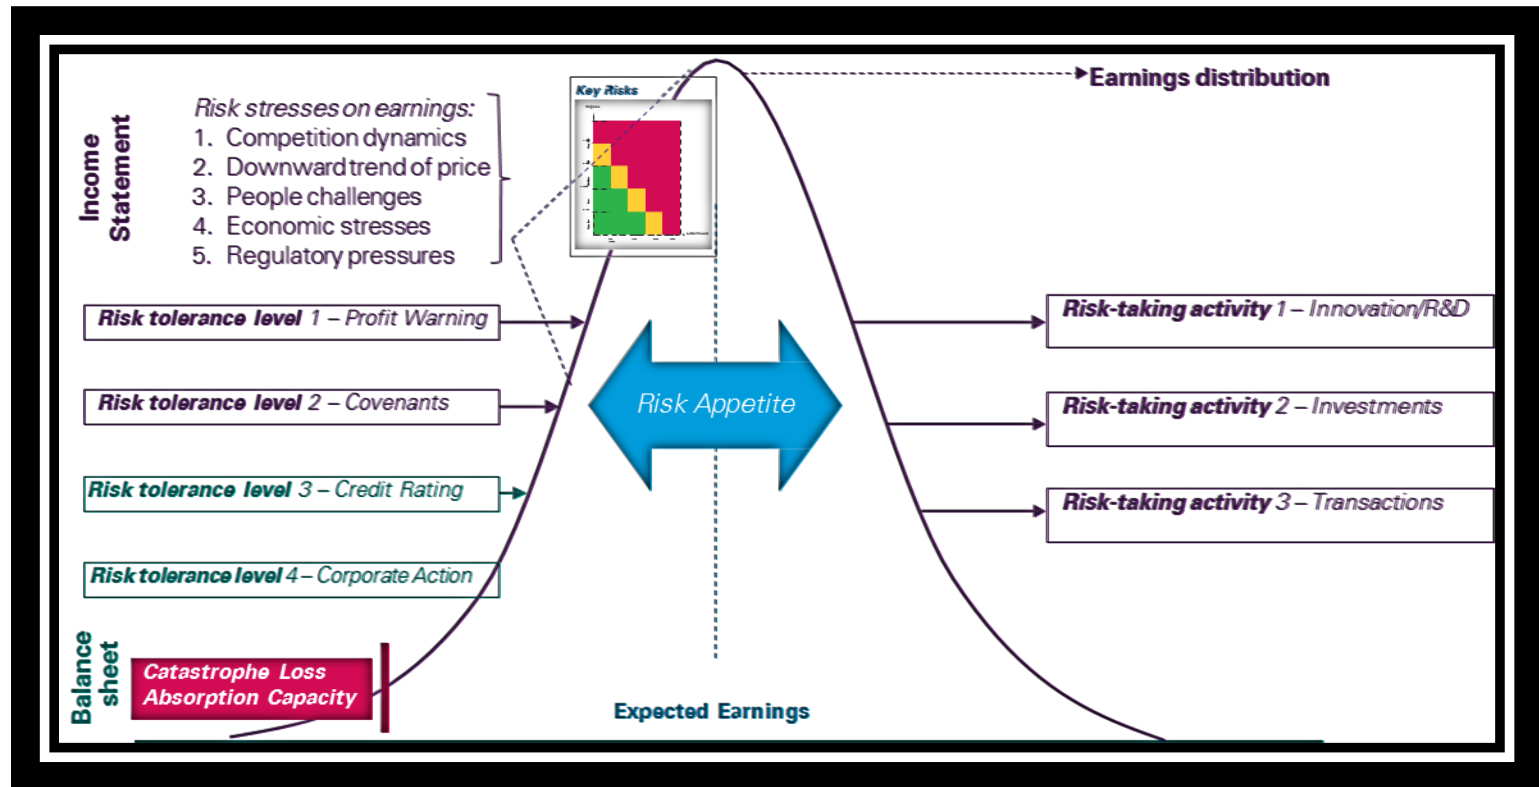 Income
Statement
Risk stresses on earnings:
1. Competition dynamics
2. Downward trend of price
3. People challenges
4. Economic stresses
5. Regulatory pressures
Key Risks
Earnings distribution
Risk tolerance level 1 – Profit Warning
Risk tolerance level 2 – Covenants
Risk tolerance level 3 – Credit Rating
Risk tolerance level 4 – Corporate Action
Risk Appetite
Risk-taking activity 1 – Innovation/R&D
Risk-taking activity 2 – Investments
Risk-taking activity 3 – Transactions
Balance
sheet
Catastrophe Loss
Absorption Capacity
Expected Earnings